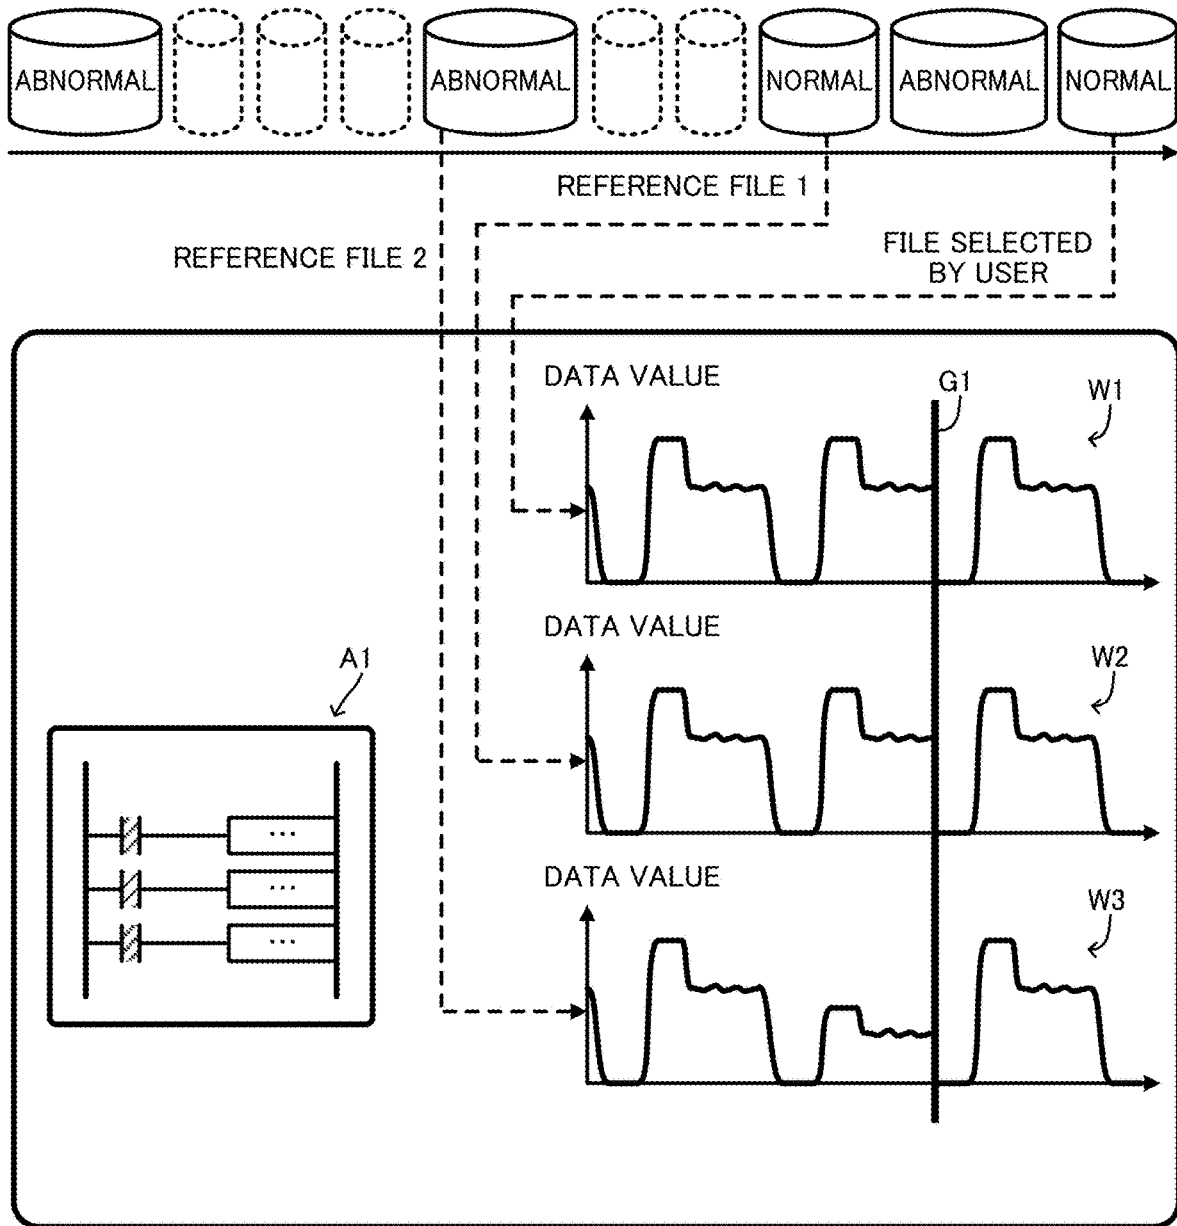 ABNORMAL ABNORMAL NORMAL ABNORMAL NORMAL
REFERENCE FILE 1
REFERENCE FILE 2
FILE SELECTED
BY USER
DATA VALUE
G1
W1
DATA VALUE
A1
W2
...
...
...
DATA VALUE
W3